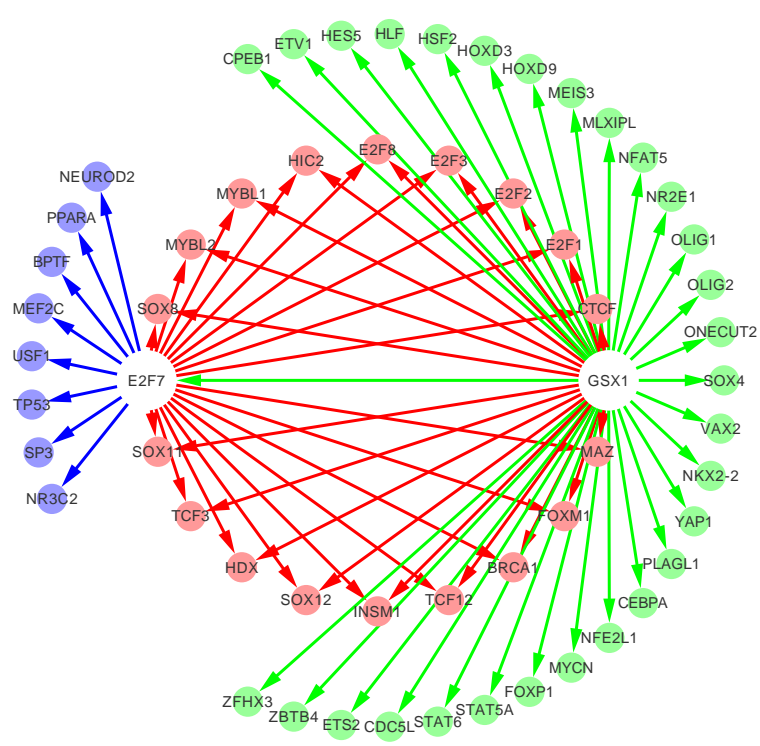 HES5
HLF
HSF2
ETV1
HOXD3
CPEB1
HOXD9
MEIS3
MLXIPL
E2F8
HIC2
E2F3
NFAT5
NEUROD2
MYBL1
E2F2
NR2E1
PPARA
MYBL2
E2F1
OLIG1
BPTF
OLIG2
MEF2C
SOX8
CTCF
ONECUT2
USF1
E2F7
GSX1
SOX4
TP53
VAX2
SP3
SOX11
MAZ
NKX2-2
NR3C2
TCF3
FOXM1
YAP1
HDX
BRCA1
PLAGL1
SOX12
INSM1
TCF12
CEBPA
NFE2L1
MYCN
FOXP1
ZFHX3
STAT5A
ZBTB4
ETS2
CDC5L
STAT6